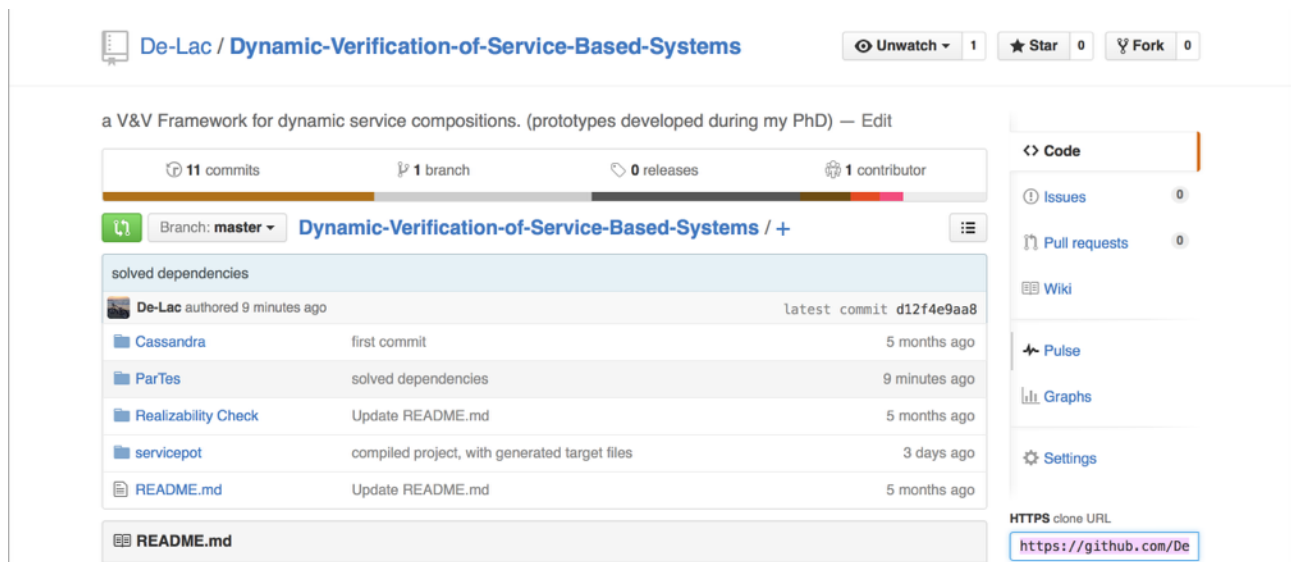 De-Lac / Dynamic-Verification-of-Service-Based-Systems
Unwatch 1 Star 0 Fork 0
a V&V Framework for dynamic service compositions. (prototypes developed during my PhD) — Edit
11 commits 1 branch 0 releases 1 contributor
Branch: master Dynamic-Verification-of-Service-Based-Systems / +
solved dependencies
De-Lac authored 9 minutes ago latest commit d12f4e9aa8
Cassandra first commit 5 months ago
ParTes solved dependencies 9 minutes ago
Realizability Check Update README.md 5 months ago
servicepot compiled project, with generated target files 3 days ago
README.md Update README.md 5 months ago
README.md
Code
Issues 0
Pull requests 0
Wiki
Pulse
Graphs
Settings
HTTPS clone URL
https://github.com/De